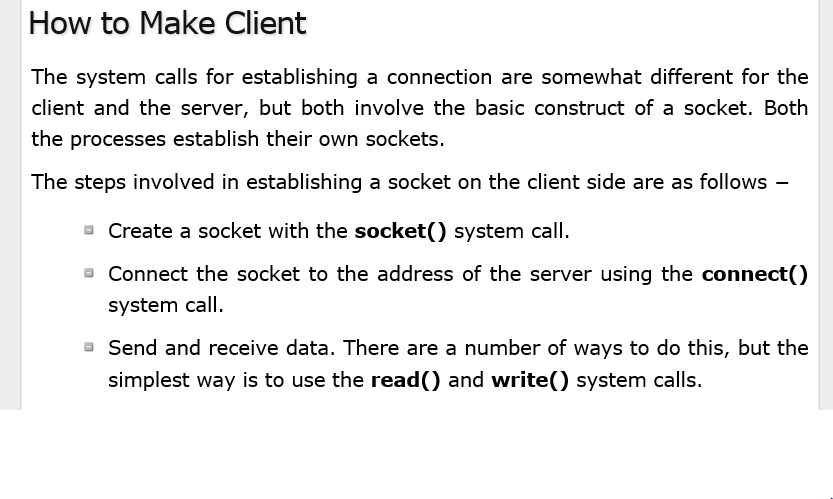 How to Make Client
The system calls for establishing a connection are somewhat different for the
client and the server, but both involve the basic construct of a socket. Both
the processes establish their own sockets.
The steps involved in establishing a socket on the client side are as follows −
Create a socket with the socket() system call.
Connect the socket to the address of the server using the connect()
system call.
Send and receive data. There are a number of ways to do this, but the
simplest way is to use the read() and write() system calls.